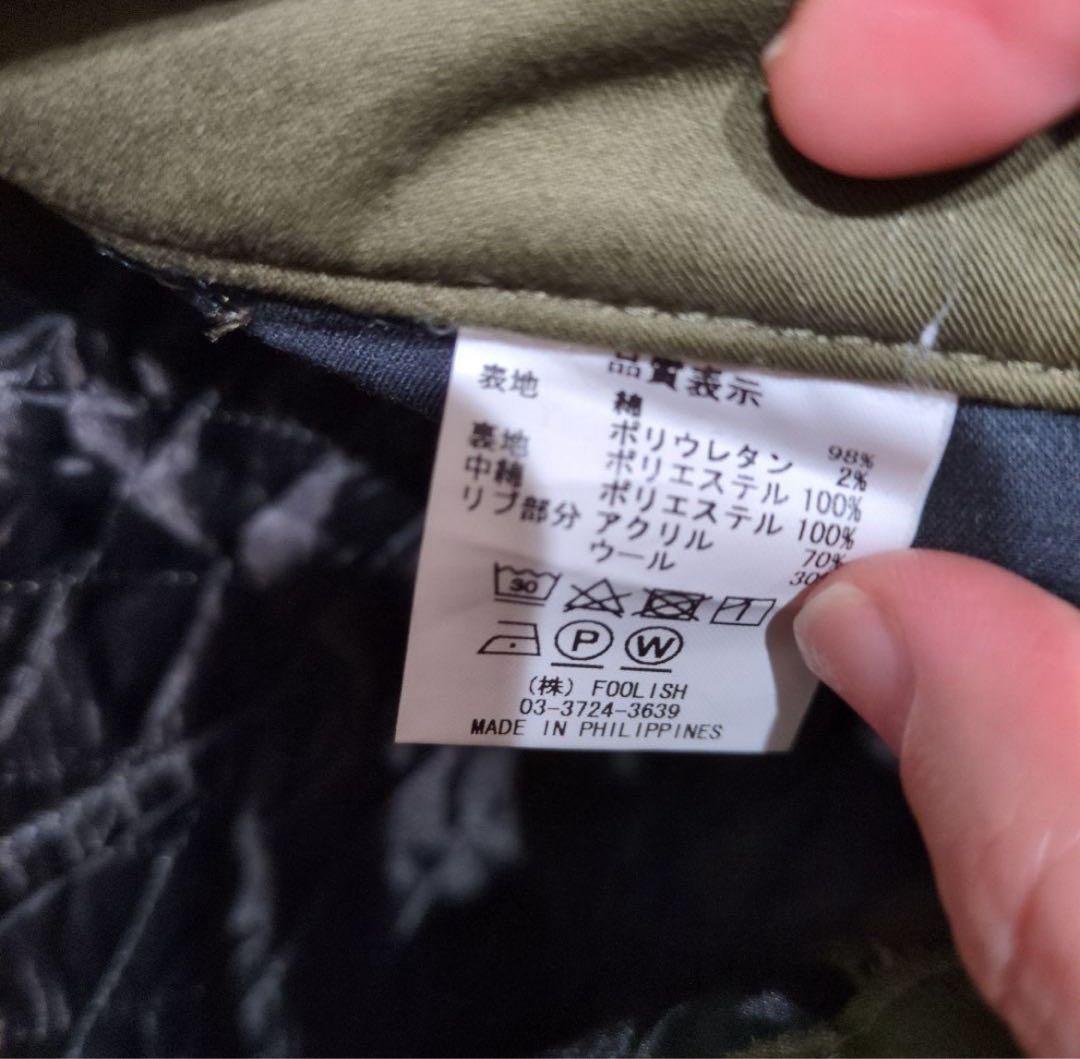 品質表示
表地 綿 98%
ポリウレタン 2%
裏地 ポリエステル 100%
中綿 ポリエステル 100%
リブ部分 アクリル 70%
ウール 30%
30
P W
(株) FOOLISH
03-3724-3639
MADE IN PHILIPPINES